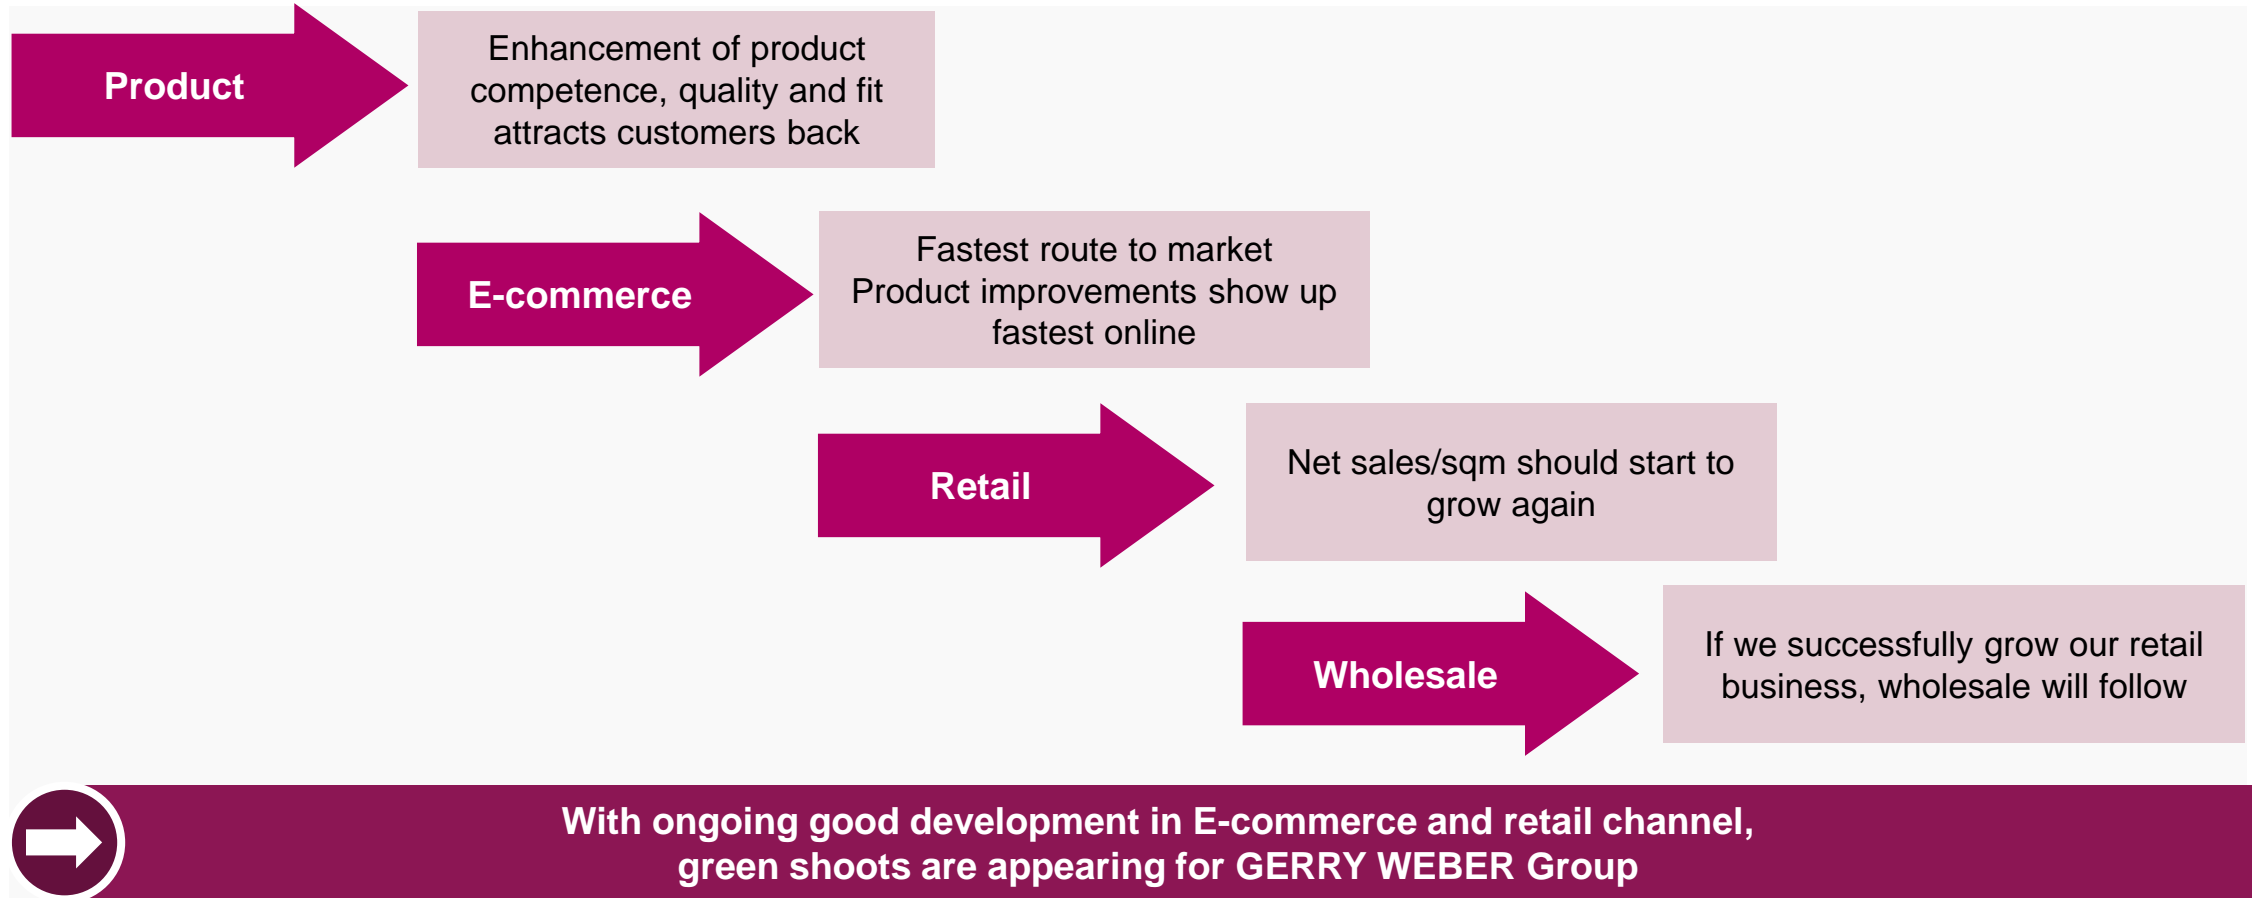 Product
Enhancement of product
competence, quality and fit
attracts customers back
E-commerce
Fastest route to market
Product improvements show up
fastest online
Retail
Net sales/sqm should start to
grow again
Wholesale
If we successfully grow our retail
business, wholesale will follow
With ongoing good development in E-commerce and retail channel,
green shoots are appearing for GERRY WEBER Group